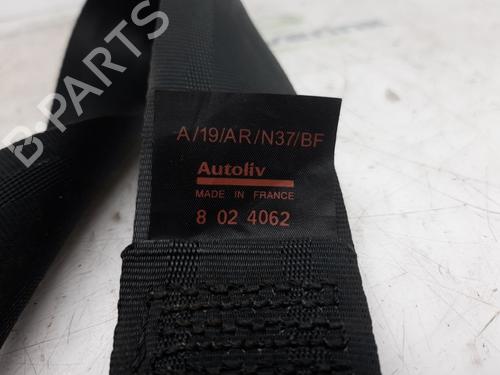 B-PARTS
A/19/AR/N37/BF
Autoliv
MADE IN FRANCE
8 02 4062